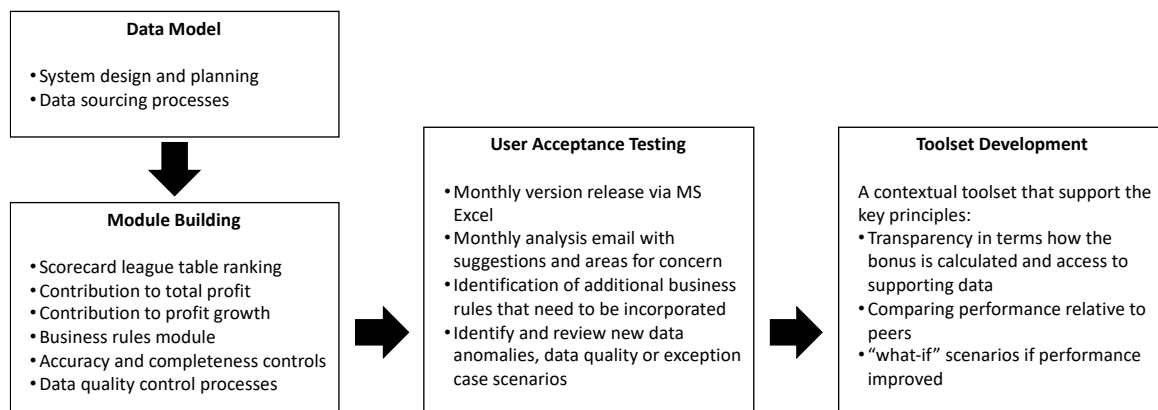 Data Model
• System design and planning
• Data sourcing processes
Module Building
• Scorecard league table ranking
• Contribution to total profit
• Contribution to profit growth
• Business rules module
• Accuracy and completeness controls
• Data quality control processes
User Acceptance Testing
• Monthly version release via MS
Excel
• Monthly analysis email with
suggestions and areas for concern
• Identification of additional business
rules that need to be incorporated
• Identify and review new data
anomalies, data quality or exception
case scenarios
Toolset Development
A contextual toolset that support the
key principles:
• Transparency in terms how the
bonus is calculated and access to
supporting data
• Comparing performance relative to
peers
• “what-if” scenarios if performance
improved